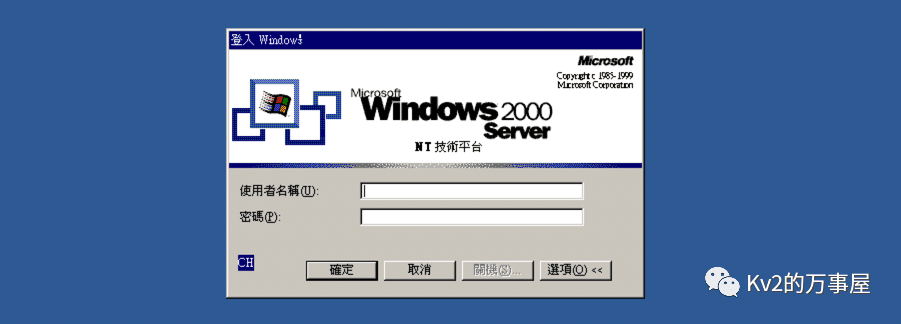 登入 Windows
Microsoft
Copyright c 1985-1999
Microsoft Corporation
Microsoft
Windows 2000
Server
NT 技術平台
使用者名稱(U):
密碼(P):
CH
確定 取消 關機(S)... 選項(O) <<
Kv2的万事屋